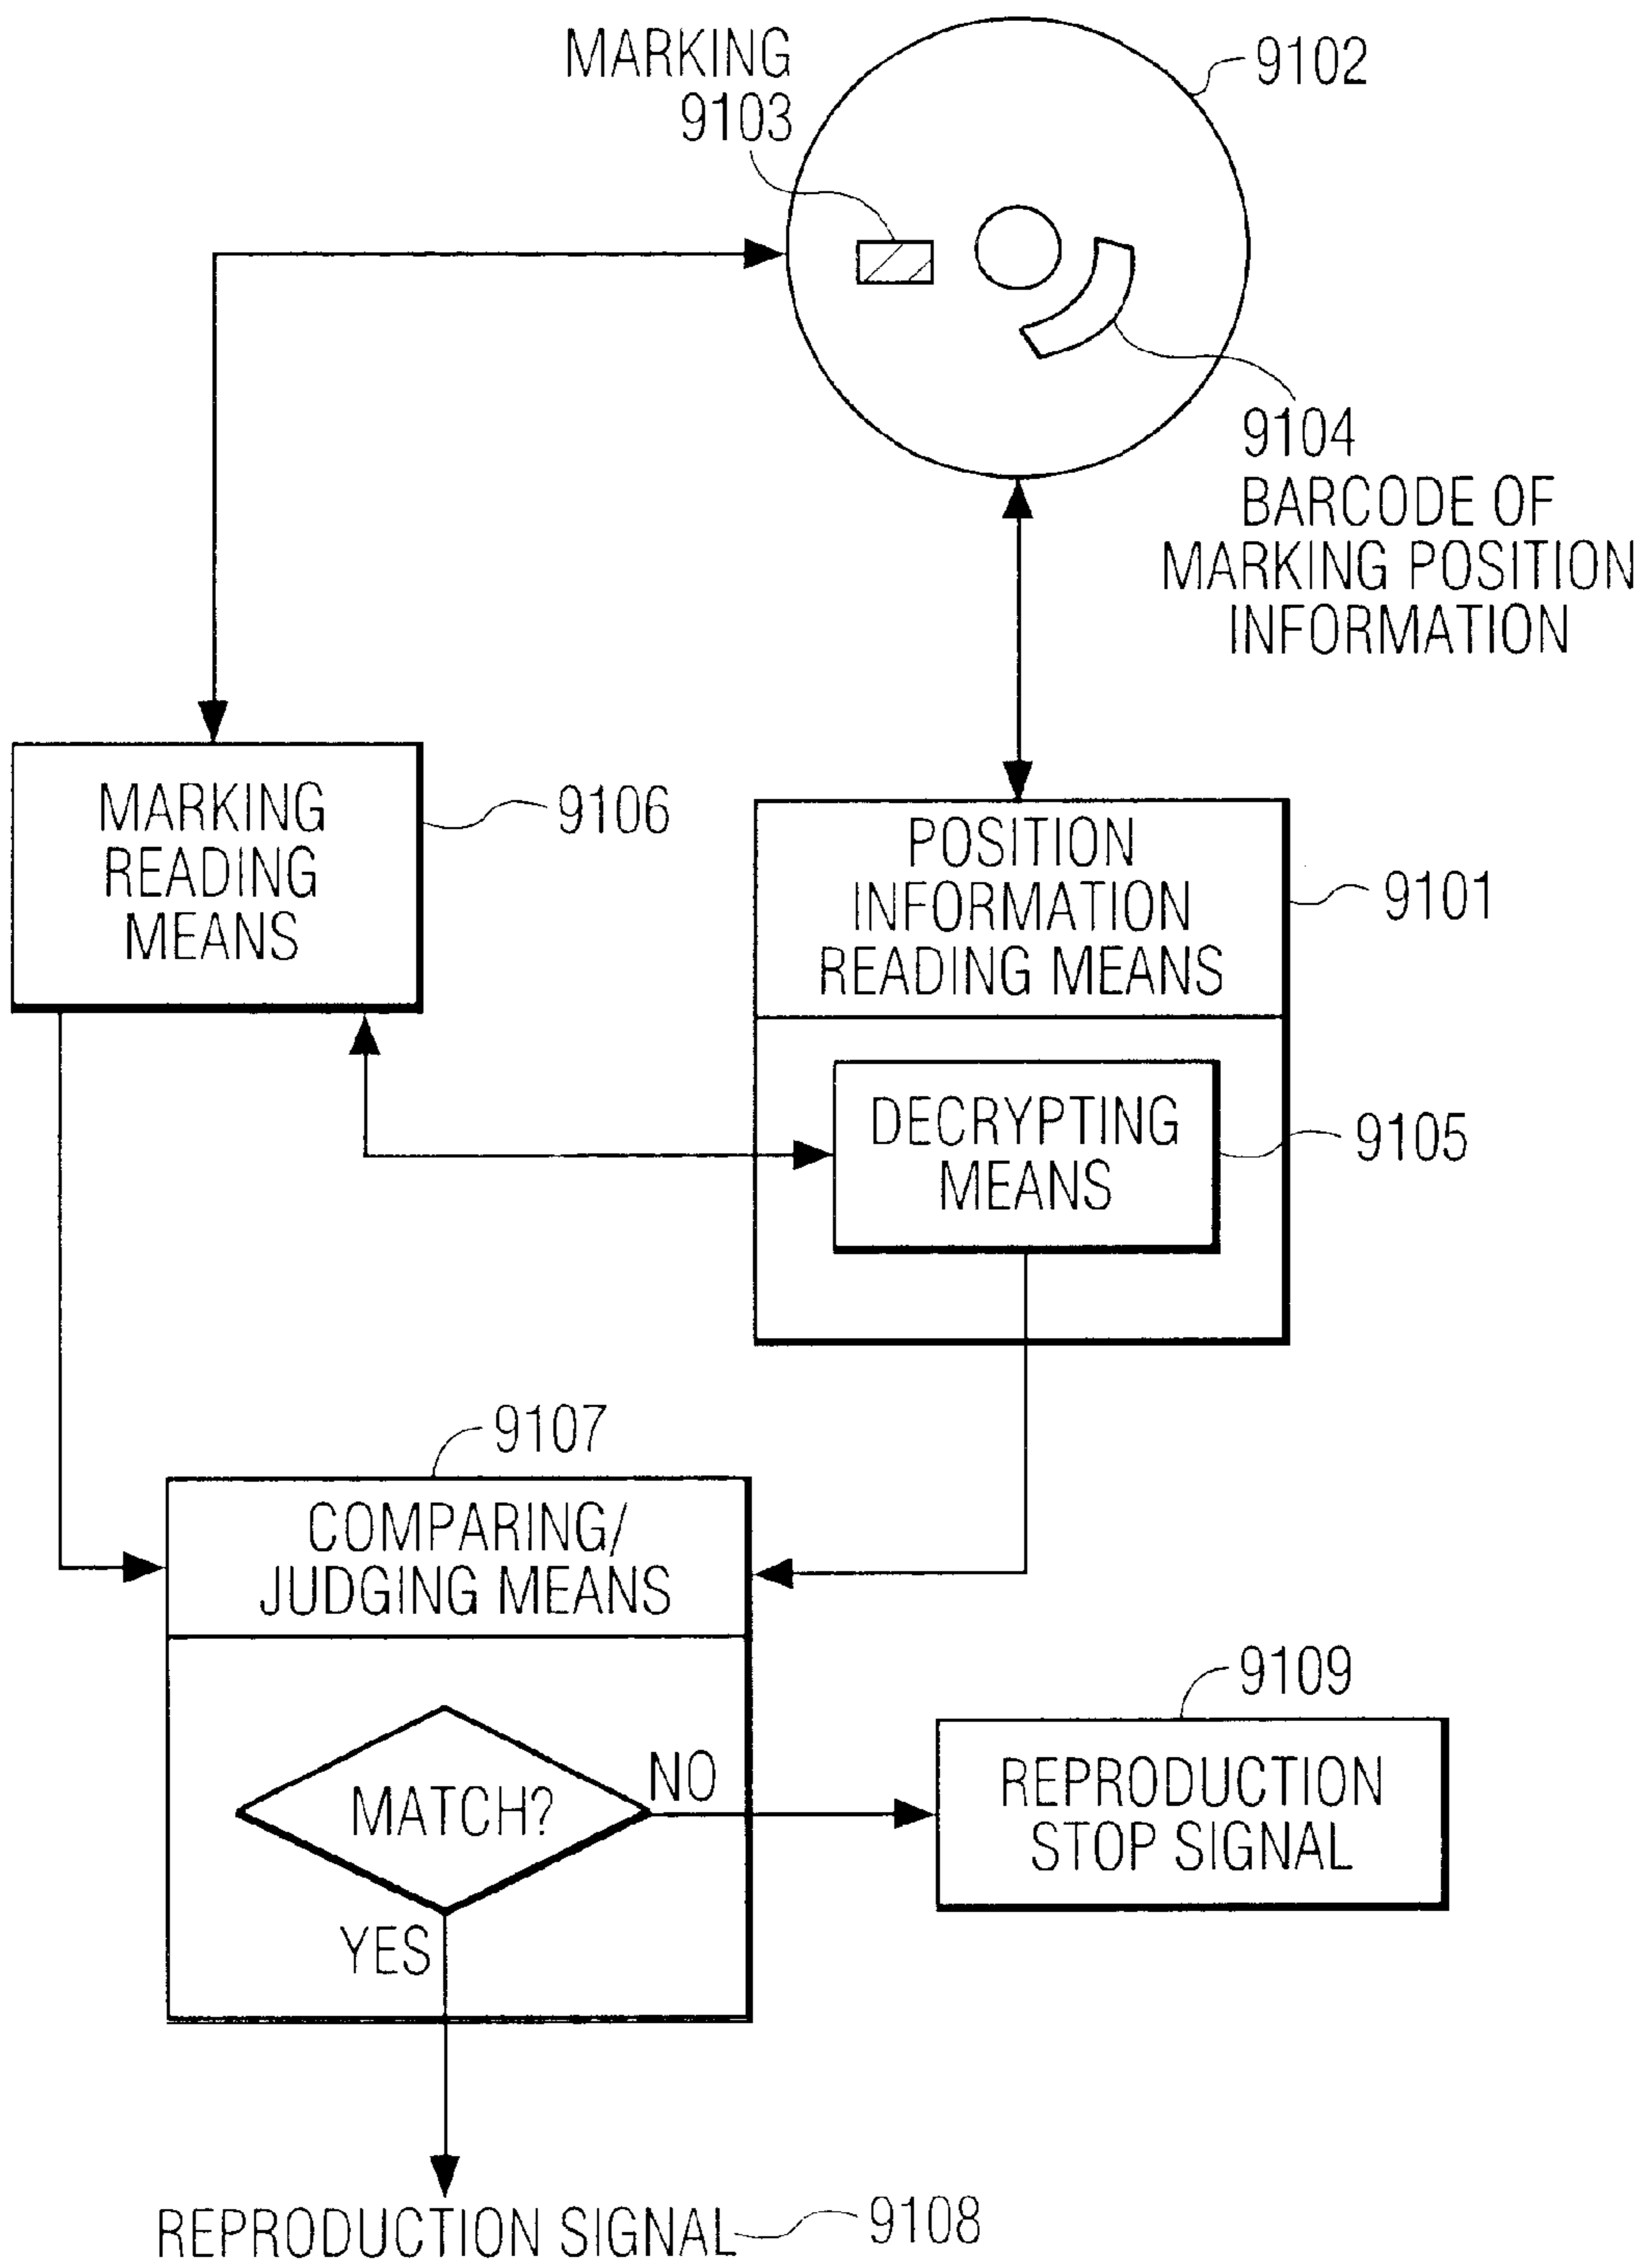 MARKING
9103
9102
9104
BARCODE OF
MARKING POSITION
INFORMATION
MARKING
READING
MEANS
9106
POSITION
INFORMATION
READING MEANS
9101
DECRYPTING
MEANS
9105
9107
COMPARING/
JUDGING MEANS
MATCH?
NO
YES
9109
REPRODUCTION
STOP SIGNAL
REPRODUCTION SIGNAL
9108